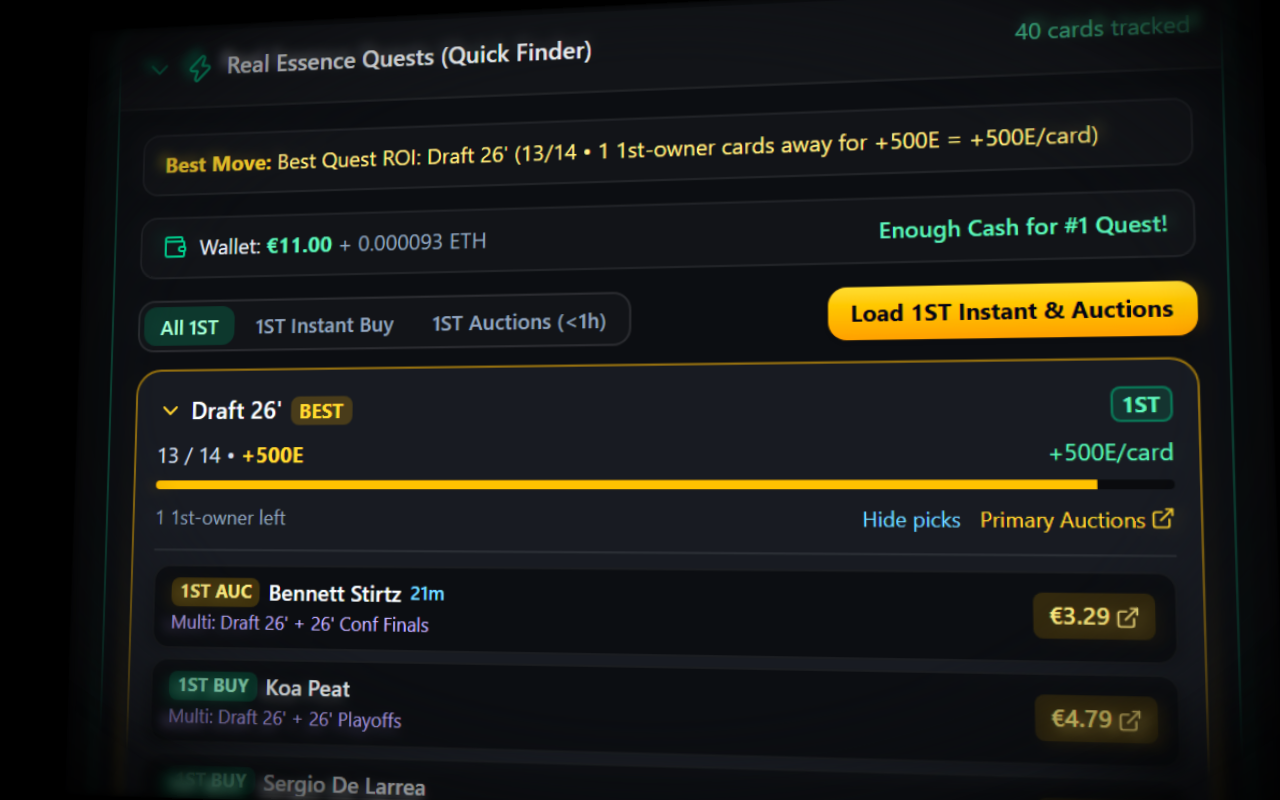 Real Essence Quests (Quick Finder)
40 cards tracked
Best Move: Best Quest ROI: Draft 26' (13/14 • 1 1st-owner cards away for +500E = +500E/card)
Wallet: €11.00 + 0.000093 ETH
Enough Cash for #1 Quest!
All 1ST
1ST Instant Buy
1ST Auctions (<1h)
Load 1ST Instant & Auctions
Draft 26' BEST
1ST
13 / 14 • +500E
+500E/card
1 1st-owner left
Hide picks
Primary Auctions
1ST AUC Bennett Stirtz 21m
Multi: Draft 26' + 26' Conf Finals
€3.29
1ST BUY Koa Peat
Multi: Draft 26' + 26' Playoffs
€4.79
1ST BUY Sergio De Larrea